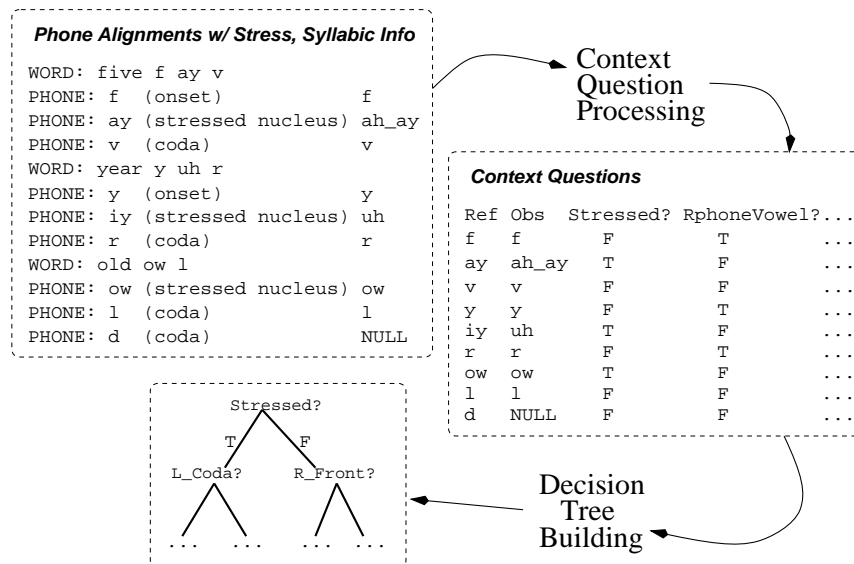 Phone Alignments w/ Stress, Syllabic Info
WORD: five f ay v
PHONE: f (onset) f
PHONE: ay (stressed nucleus) ah_ay
PHONE: v (coda) v
WORD: year y uh r
PHONE: y (onset) y
PHONE: iy (stressed nucleus) uh
PHONE: r (coda) r
WORD: old ow l
PHONE: ow (stressed nucleus) ow
PHONE: l (coda) l
PHONE: d (coda) NULL
Context
Question
Processing
Context Questions
Ref Obs Stressed? RphoneVowel?...
f f F T ...
ay ah_ay T F ...
v v F F ...
y y F T ...
iy uh T F ...
r r F T ...
ow ow T F ...
l l F F ...
d NULL F F ...
Decision
Tree
Building
Stressed?
T F
L_Coda? R_Front?
... ... ... ...